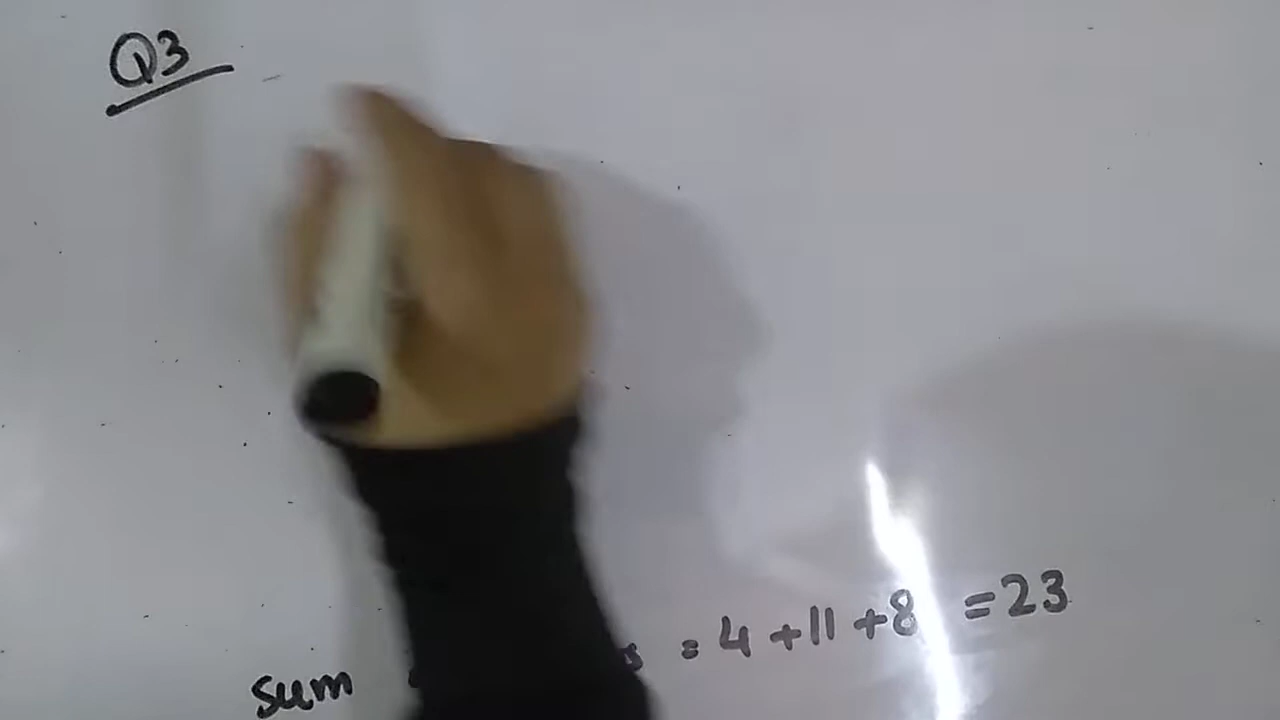 Q3
sum = 4 + 11 + 8 = 23